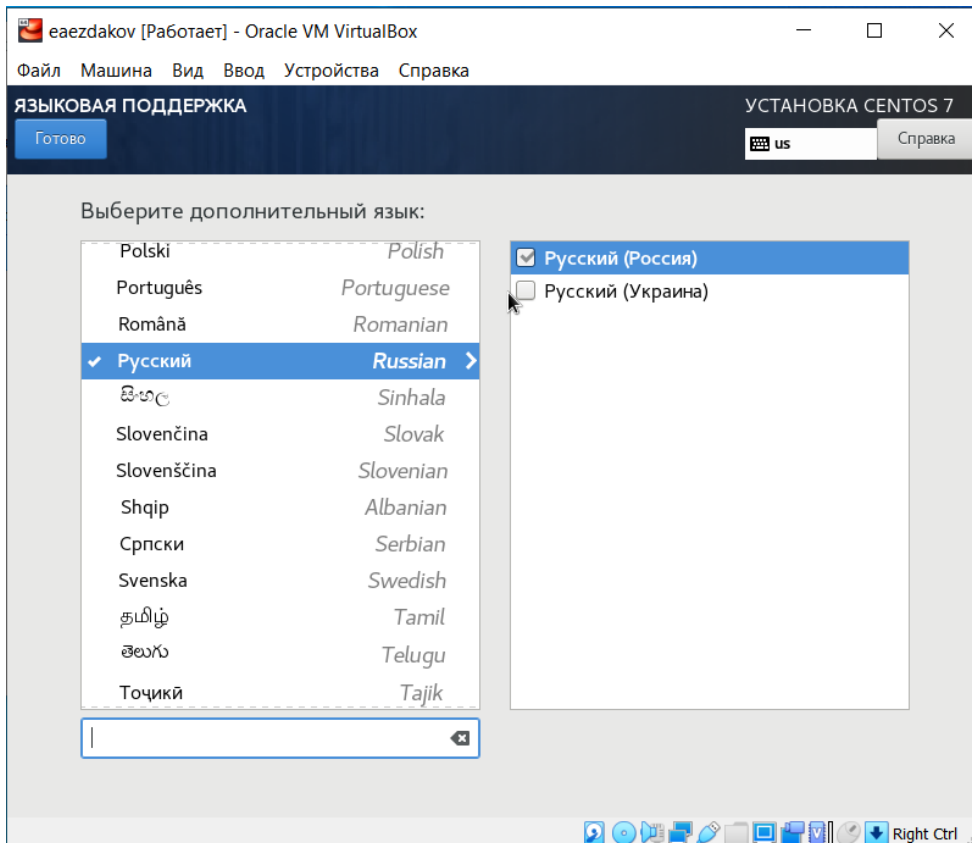 eaezdakov [Работает] - Oracle VM VirtualBox
Файл Машина Вид Ввод Устройства Справка
ЯЗЫКОВАЯ ПОДДЕРЖКА
УСТАНОВКА CENTOS 7
Готово
us
Справка
Выберите дополнительный язык:
Polski Polish
Português Portuguese
Română Romanian
Русский Russian
සිංහල Sinhala
Slovenčina Slovak
Slovenščina Slovenian
Shqip Albanian
Српски Serbian
Svenska Swedish
தமிழ் Tamil
తెలుగు Telugu
Тоҷикӣ Tajik
Русский (Россия)
Русский (Украина)
Right Ctrl